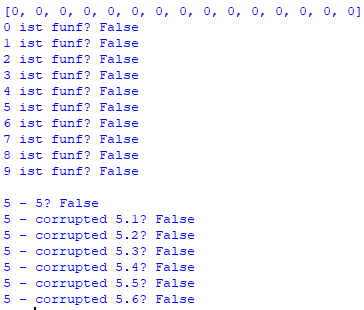 [0, 0, 0, 0, 0, 0, 0, 0, 0, 0, 0, 0, 0, 0, 0]
0 ist funf? False
1 ist funf? False
2 ist funf? False
3 ist funf? False
4 ist funf? False
5 ist funf? False
6 ist funf? False
7 ist funf? False
8 ist funf? False
9 ist funf? False
5 - 5? False
5 - corrupted 5.1? False
5 - corrupted 5.2? False
5 - corrupted 5.3? False
5 - corrupted 5.4? False
5 - corrupted 5.5? False
5 - corrupted 5.6? False